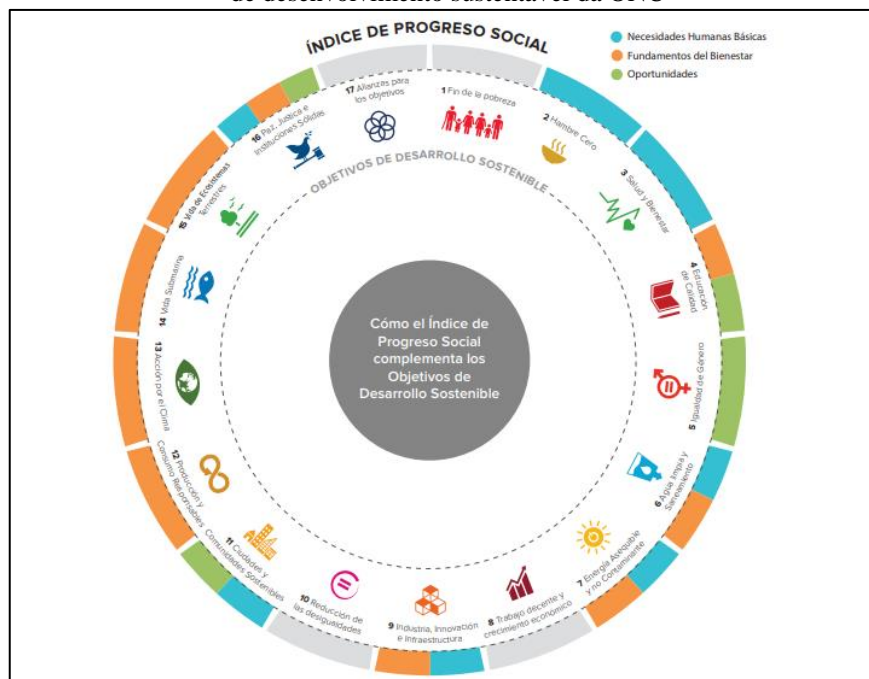 de desenvolvimento sustentável da ONU
ÍNDICE DE PROGRESO SOCIAL
Necesidades Humanas Básicas
Fundamentos del Bienestar
Oportunidades
OBJETIVOS DE DESARROLLO SOSTENIBLE
1 Fin de la pobreza
2 Hambre Cero
3 Salud y Bienestar
4 Educación
de Calidad
5 Igualdad de Género
6 Agua limpia y
Saneamiento
7 Energía Asequible
y no Contaminante
8 Trabajo decente y
crecimiento económico
9 Industria, Innovación
e Infraestructura
10 Reducción de
las desigualdades
11 Ciudades y
Comunidades Sostenibles
12 Producción y
Consumo Responsables
13 Acción por el Clima
14 Vida Submarina
15 Vida de Ecosistemas
Terrestres
16 Paz, Justicia e
Instituciones Sólidas
17 Alianzas para
los objetivos
Cómo el Índice de
Progreso Social
complementa los
Objetivos de
Desarrollo Sostenible